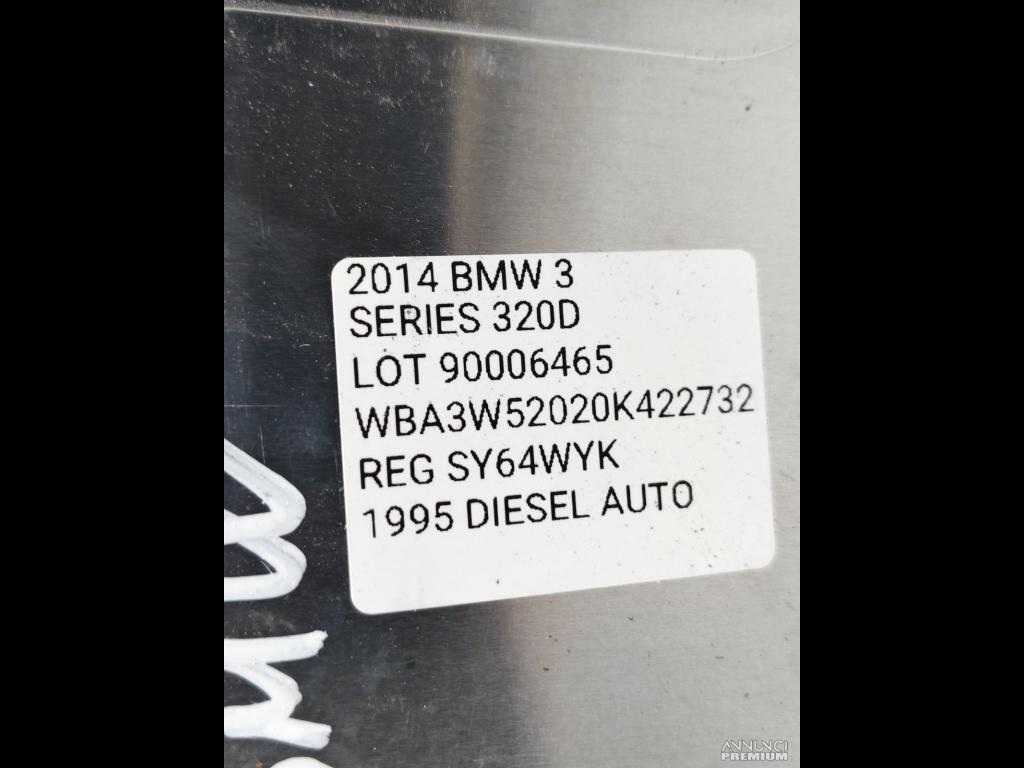 2014 BMW 3
SERIES 320D
LOT 90006465
WBA3W52020K422732
REG SY64WYK
1995 DIESEL AUTO
ANNUNCI
PREMIUM